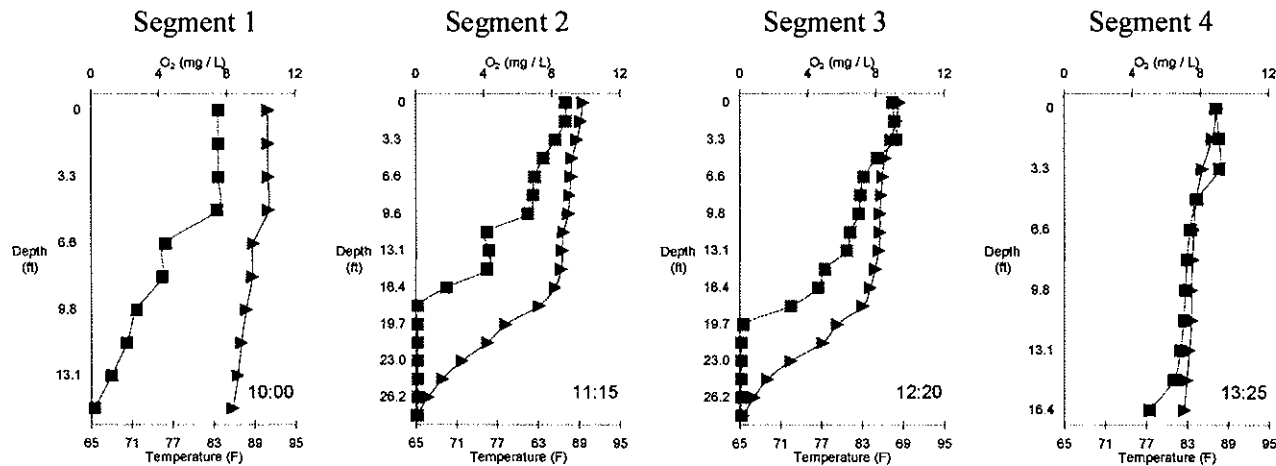 Segment 1
O₂ (mg / L)
0 4 8 12
0
3.3
6.8
Depth
(ft)
9.8
13.1
10:00
65 71 77 83 89 95
Temperature (F)
Segment 2
O₂ (mg / L)
0 4 8 12
0
3.3
6.6
9.6
Depth
13.1
(ft)
18.4
19.7
23.0
26.2
11:15
65 71 77 63 89 95
Temperature (F)
Segment 3
O₂ (mg / L)
0 4 8 12
0
3.3
6.6
9.6
Depth
13.1
(ft)
18.4
19.7
23.0
26.2
12:20
65 71 77 83 69 95
Temperature (F)
Segment 4
O₂ (mg / L)
0 4 8 12
0
3.3
6.6
Depth
(ft)
9.8
13.1
16.4
13:25
65 71 77 83 89 95
Temperature (F)